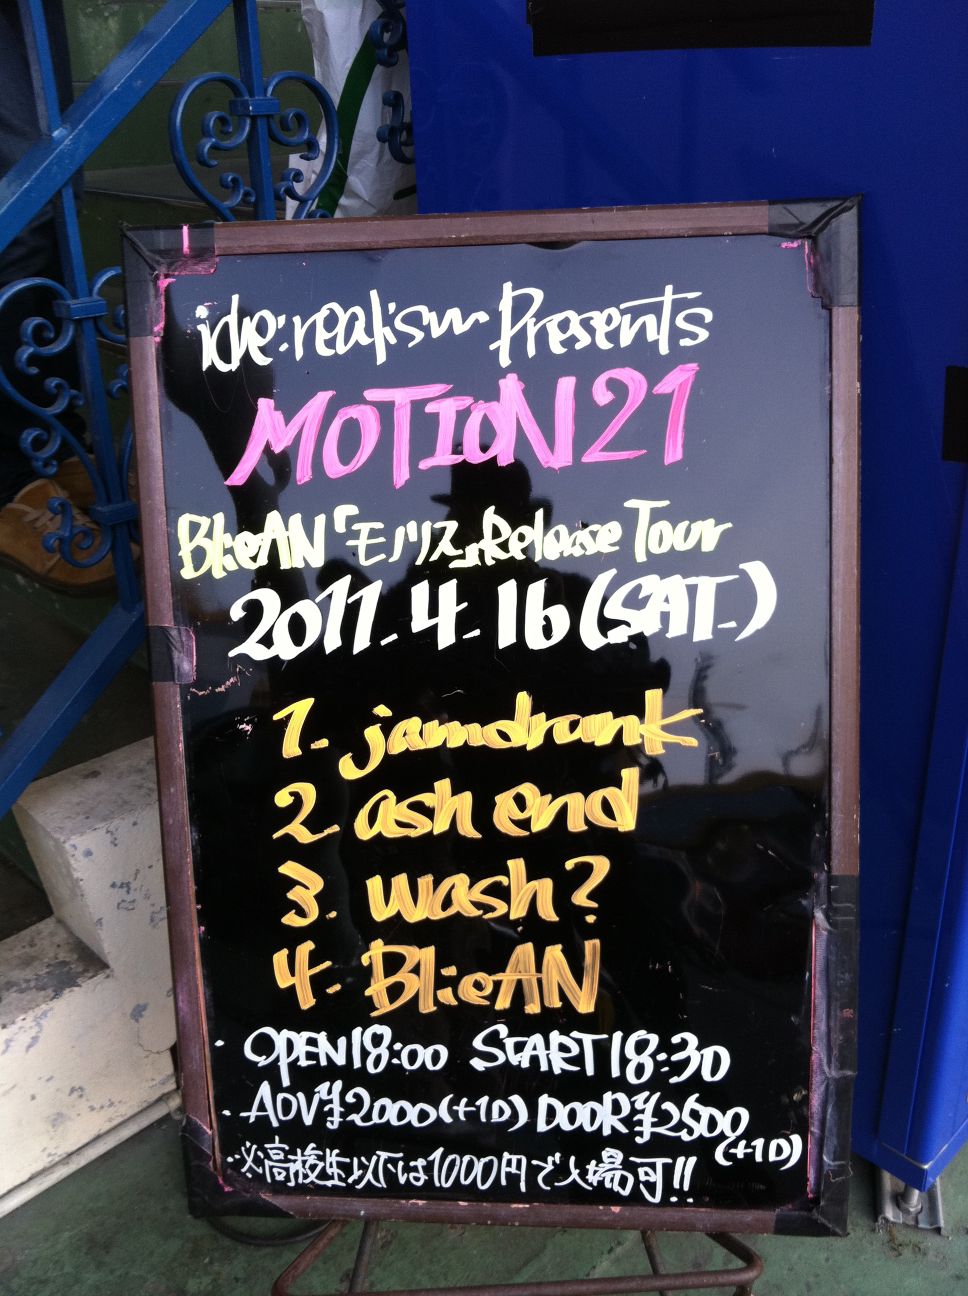 ide:realism Presents
MOTION21
BlieAN「モノリス」Release Tour
2011. 4. 16 (SAT.)
1. jamdrunk
2 ash end
3. wash?
4. BlieAN
・OPEN18:00 START18:30
・ADV¥2000(+1D) DOOR¥2500
(+1D)
※高校生以下は1000円で入場可!!